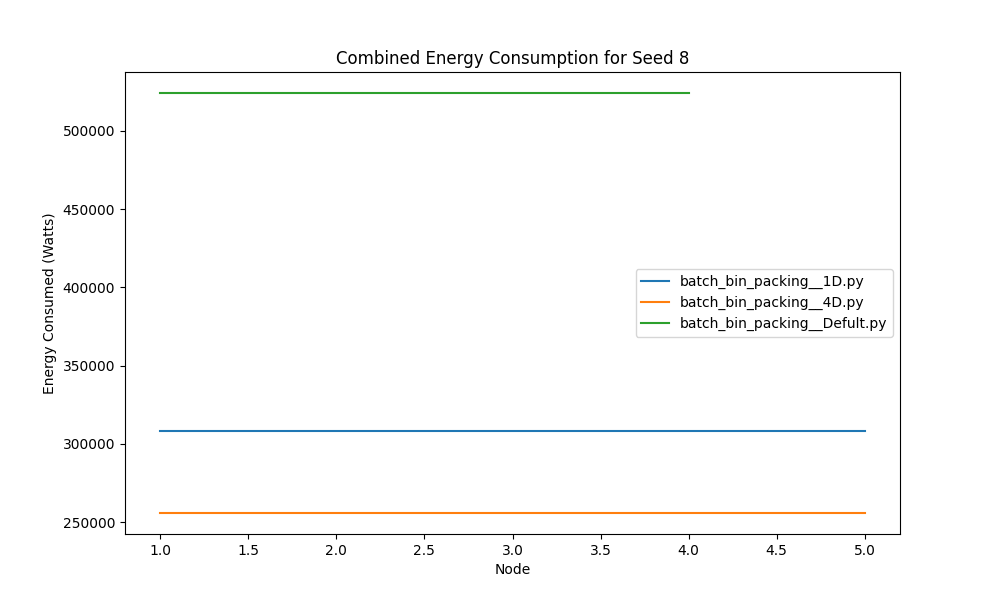 Combined Energy Consumption for Seed 8
Energy Consumed (Watts)
500000
450000
400000
350000
300000
250000
batch_bin_packing__1D.py
batch_bin_packing__4D.py
batch_bin_packing__Defult.py
1.0 1.5 2.0 2.5 3.0 3.5 4.0 4.5 5.0
Node